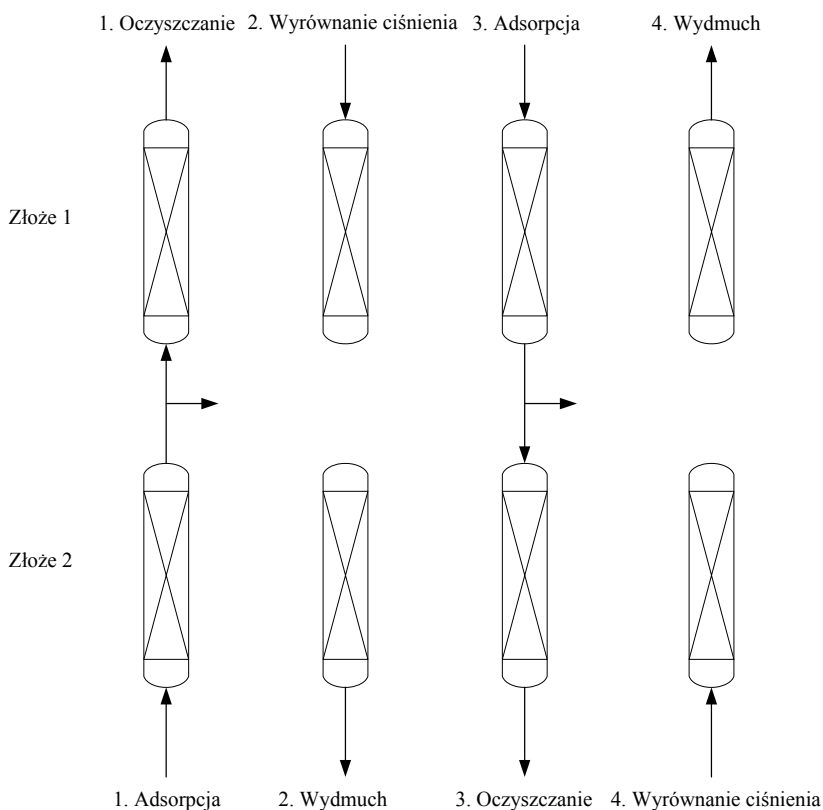 1. Oczyszczanie
2. Wyrównanie ciśnienia
3. Adsorpcja
4. Wydmuch
Złoże 1
Złoże 2
1. Adsorpcja
2. Wydmuch
3. Oczyszczanie
4. Wyrównanie ciśnienia